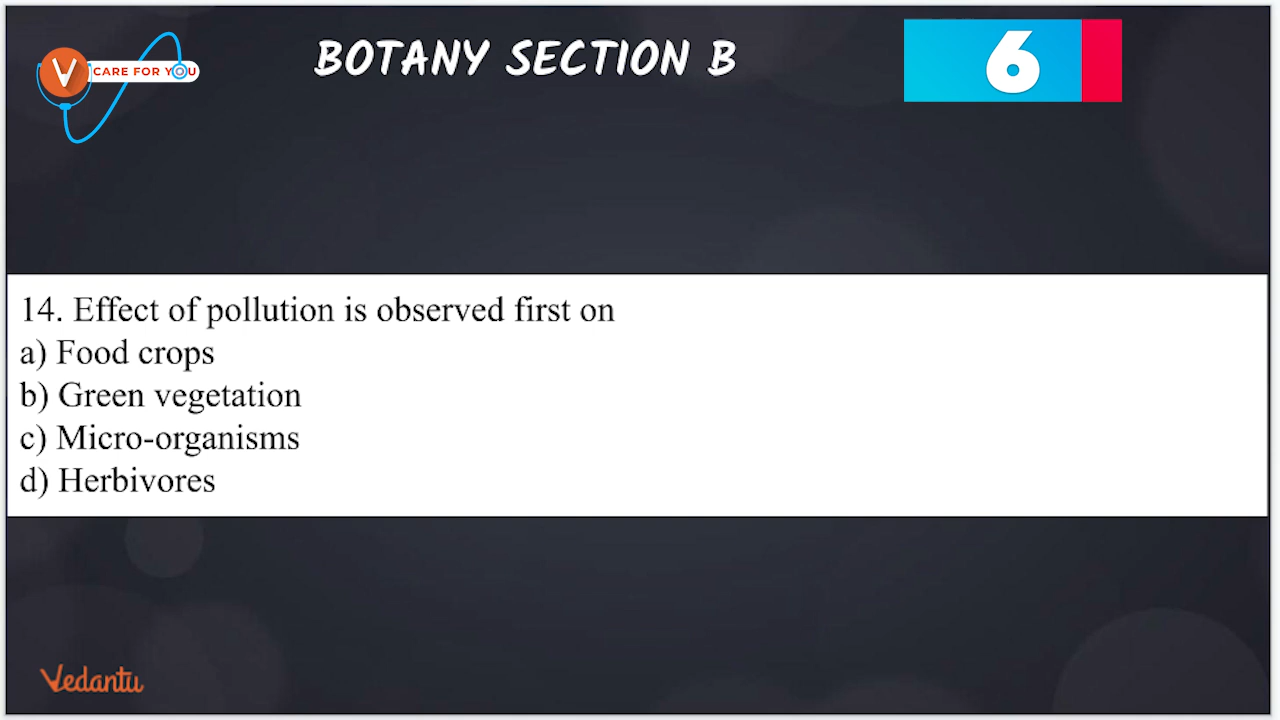 BOTANY SECTION B
6
V CARE FOR YOU
14. Effect of pollution is observed first on
a) Food crops
b) Green vegetation
c) Micro-organisms
d) Herbivores
Vedantu